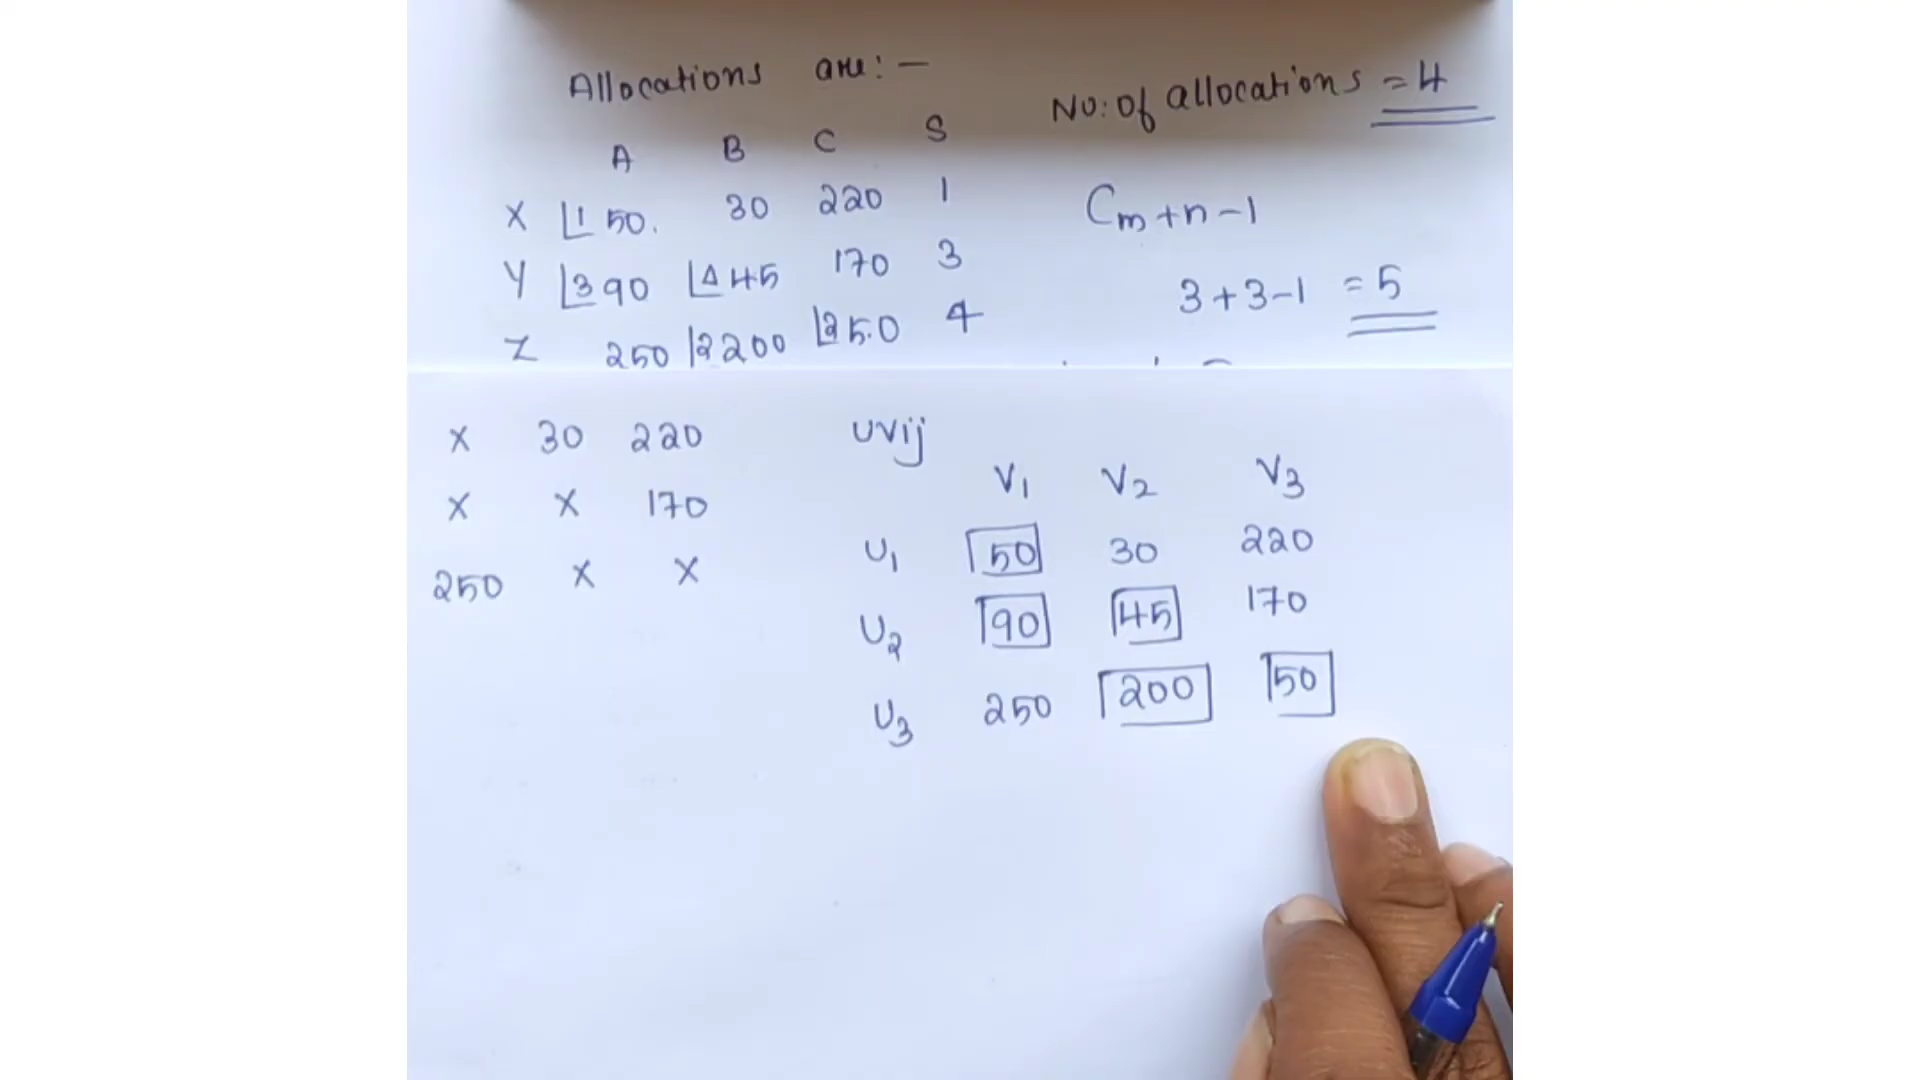 Allocations are:—
No: of allocations = 4
A B C S
X 1 50. 30 220 1
Y 3 90 45 170 3
Z 250 2 200 2 50 4
Cm+n-1
3+3-1 = 5
X 30 220
X X 170
250 X X
UVij
V1 V2 V3
U1 50 30 220
U2 90 45 170
U3 250 200 50